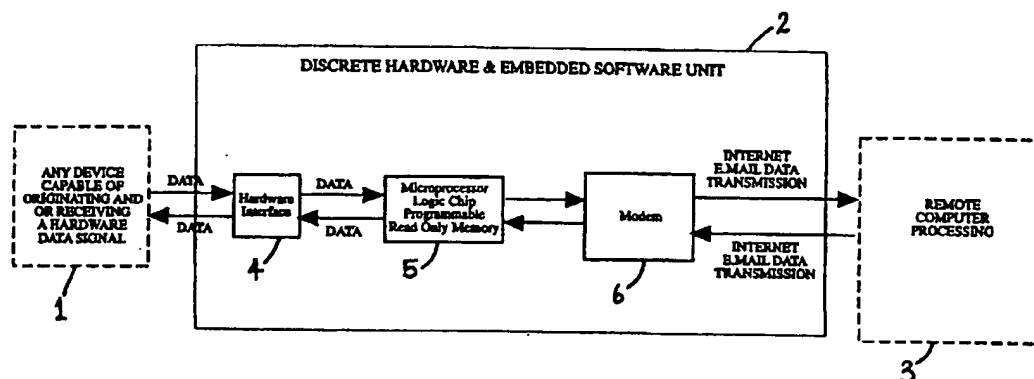 2
DISCRETE HARDWARE & EMBEDDED SOFTWARE UNIT
ANY DEVICE
CAPABLE OF
ORIGINATING AND
OR RECEIVING
A HARDWARE
DATA SIGNAL
1
DATA
DATA
Hardware
Interface
4
DATA
DATA
Microprocessor
Logic Chip
Programmable
Read Only Memory
5
Modem
6
INTERNET
E.MAIL DATA
TRANSMISSION
INTERNET
E.MAIL DATA
TRANSMISSION
REMOTE
COMPUTER
PROCESSING
3